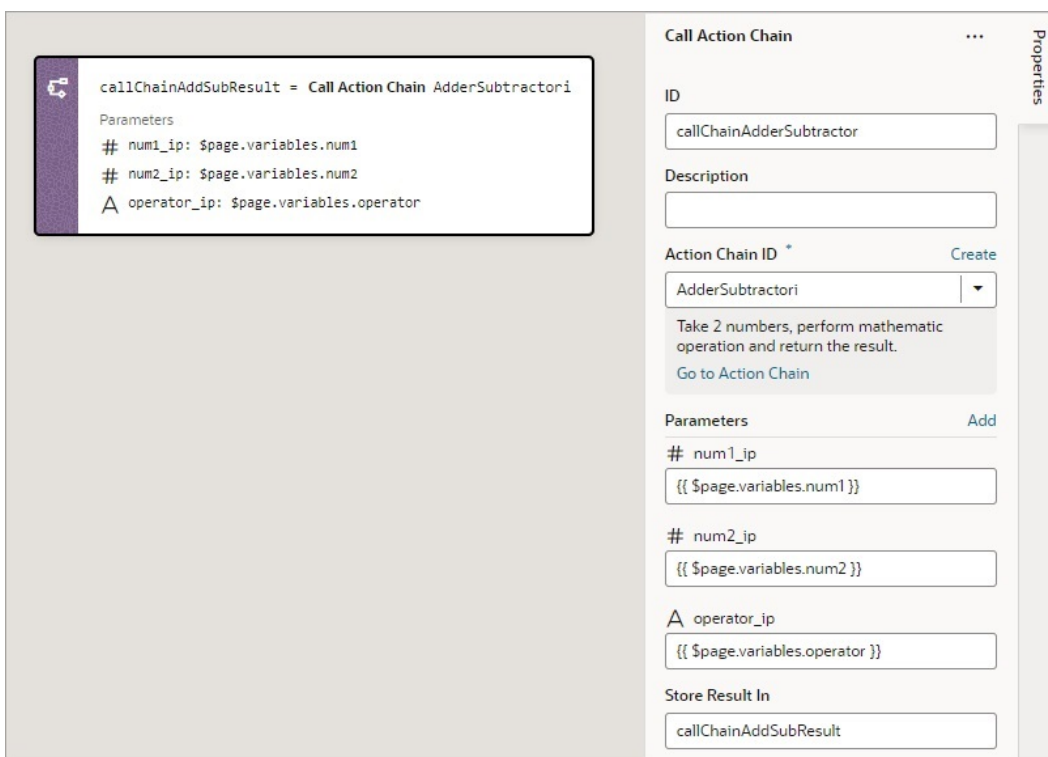 callChainAddSubResult = Call Action Chain AdderSubtractori
Parameters
# num1_ip: $page.variables.num1
# num2_ip: $page.variables.num2
A operator_ip: $page.variables.operator
Call Action Chain ...
Properties
ID
callChainAdderSubtractor
Description
Action Chain ID * Create
AdderSubtractori
Take 2 numbers, perform mathematic
operation and return the result.
Go to Action Chain
Parameters Add
# num1_ip
{{ $page.variables.num1 }}
# num2_ip
{{ $page.variables.num2 }}
A operator_ip
{{ $page.variables.operator }}
Store Result In
callChainAddSubResult